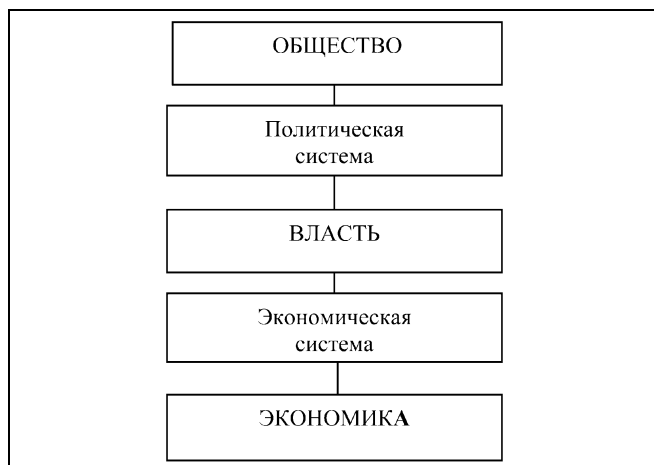 ОБЩЕСТВО
Политическая
система
ВЛАСТЬ
Экономическая
система
ЭКОНОМИКА